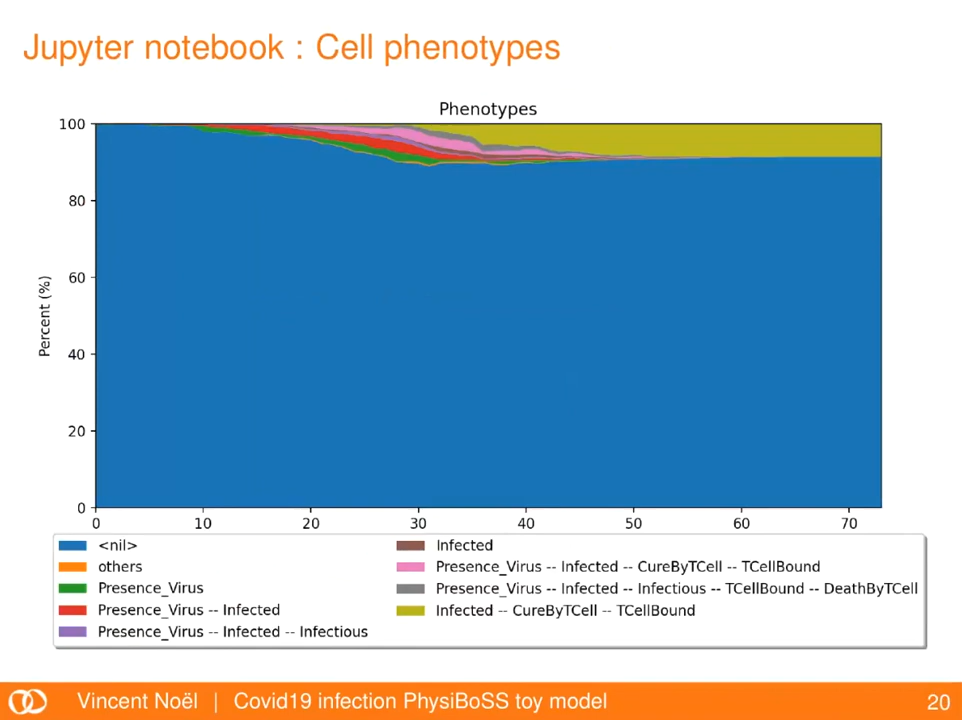 Jupyter notebook : Cell phenotypes
Phenotypes
100
80
60
40
20
0
Percent (%)
0 10 20 30 40 50 60 70
<nil>
others
Presence_Virus
Presence_Virus -- Infected
Presence_Virus -- Infected -- Infectious
Infected
Presence_Virus -- Infected -- CureByTCell -- TCellBound
Presence_Virus -- Infected -- Infectious -- TCellBound -- DeathByTCell
Infected -- CureByTCell -- TCellBound
Vincent Noël | Covid19 infection PhysiBoSS toy model 20